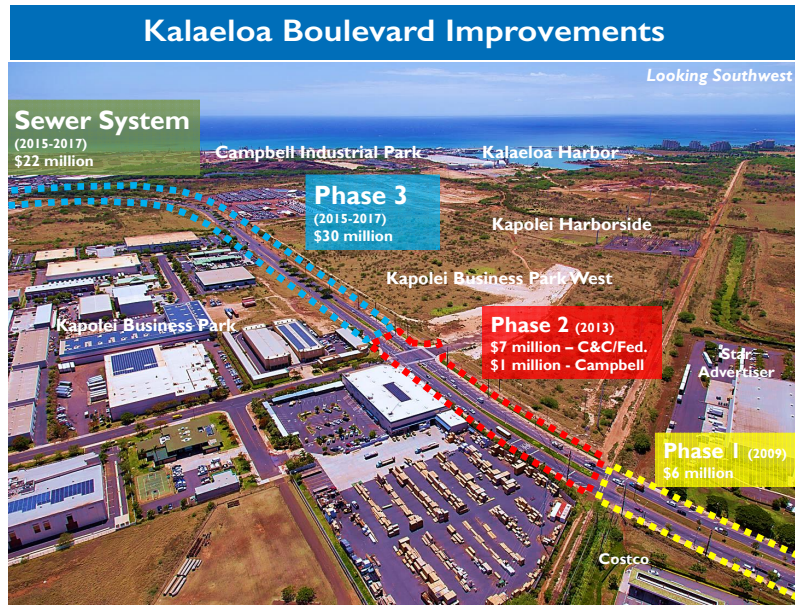 Kalaeloa Boulevard Improvements
Looking Southwest
Sewer System
(2015-2017)
$22 million
Campbell Industrial Park
Kalaeloa Harbor
Phase 3
(2015-2017)
$30 million
Kapolei Harborside
Kapolei Business Park West
Kapolei Business Park
Phase 2 (2013)
$7 million – C&C/Fed.
$1 million - Campbell
Star
Advertiser
Phase 1 (2009)
$6 million
Costco